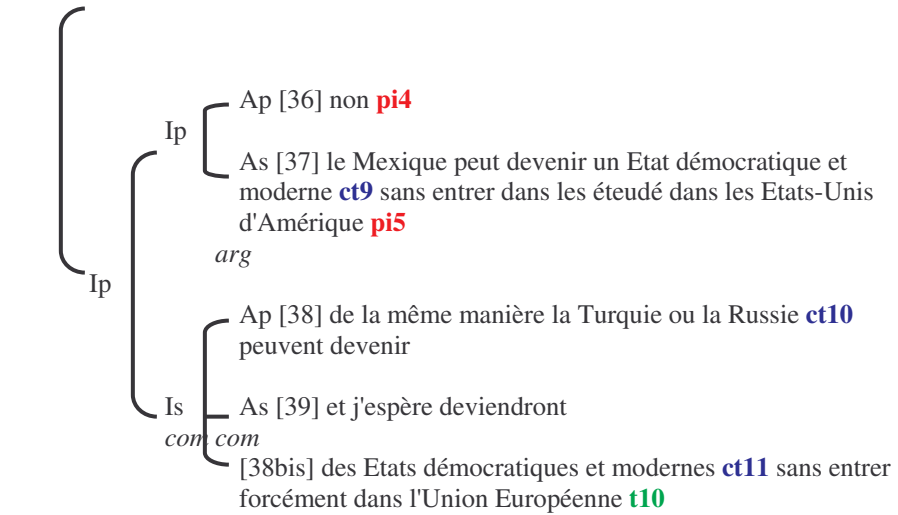 Ap [36] non pi4
Ip
As [37] le Mexique peut devenir un Etat démocratique et
moderne ct9 sans entrer dans les éteudé dans les Etats-Unis
d'Amérique pi5
arg
Ip
Ap [38] de la même manière la Turquie ou la Russie ct10
peuvent devenir
Is
As [39] et j'espère deviendront
com com
[38bis] des Etats démocratiques et modernes ct11 sans entrer
forcément dans l'Union Européenne t10